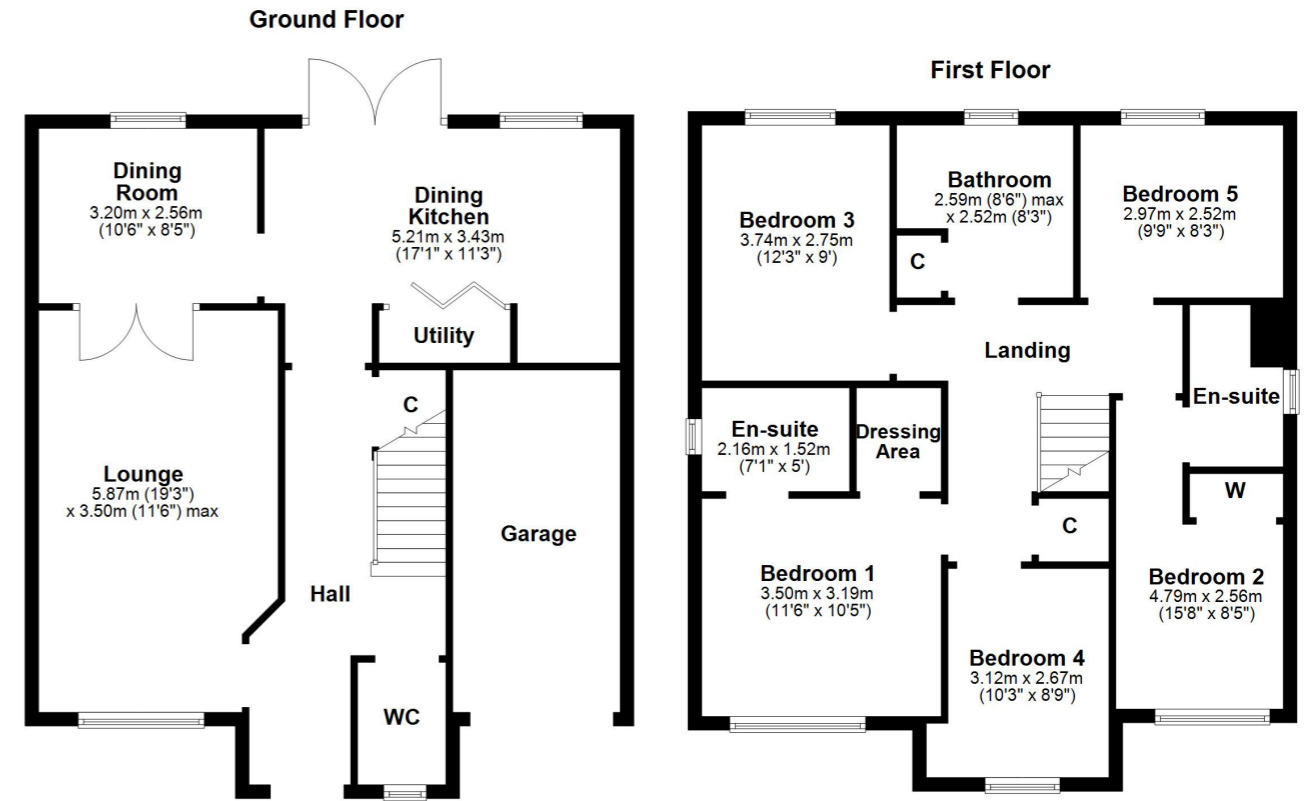 Ground Floor
Dining
Room
3.20m x 2.56m
(10'6" x 8'5")
Dining
Kitchen
5.21m x 3.43m
(17'1" x 11'3")
Utility
C
Lounge
5.87m (19'3")
x 3.50m (11'6") max
Garage
Hall
WC
First Floor
Bedroom 3
3.74m x 2.75m
(12'3" x 9')
Bathroom
2.59m (8'6") max
x 2.52m (8'3")
Bedroom 5
2.97m x 2.52m
(9'9" x 8'3")
C
Landing
En-suite
En-suite
2.16m x 1.52m
(7'1" x 5')
Dressing
Area
W
C
Bedroom 1
3.50m x 3.19m
(11'6" x 10'5")
Bedroom 2
4.79m x 2.56m
(15'8" x 8'5")
Bedroom 4
3.12m x 2.67m
(10'3" x 8'9")